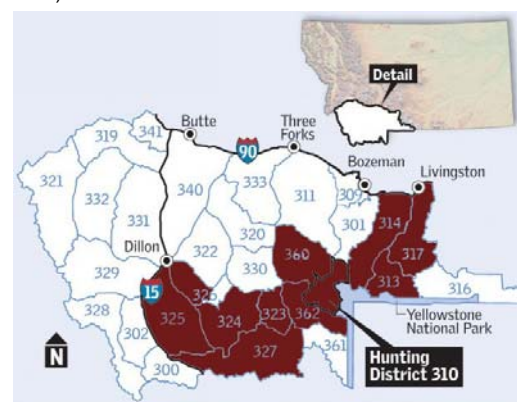 Detail
Butte
Three
Forks
90
Bozeman
Livingston
319
341
321
332
331
340
333
311
309
301
314
317
313
316
Dillon
322
320
330
360
329
15
325
326
324
323
362
327
328
302
300
361
Yellowstone
National Park
N
Hunting
District 310